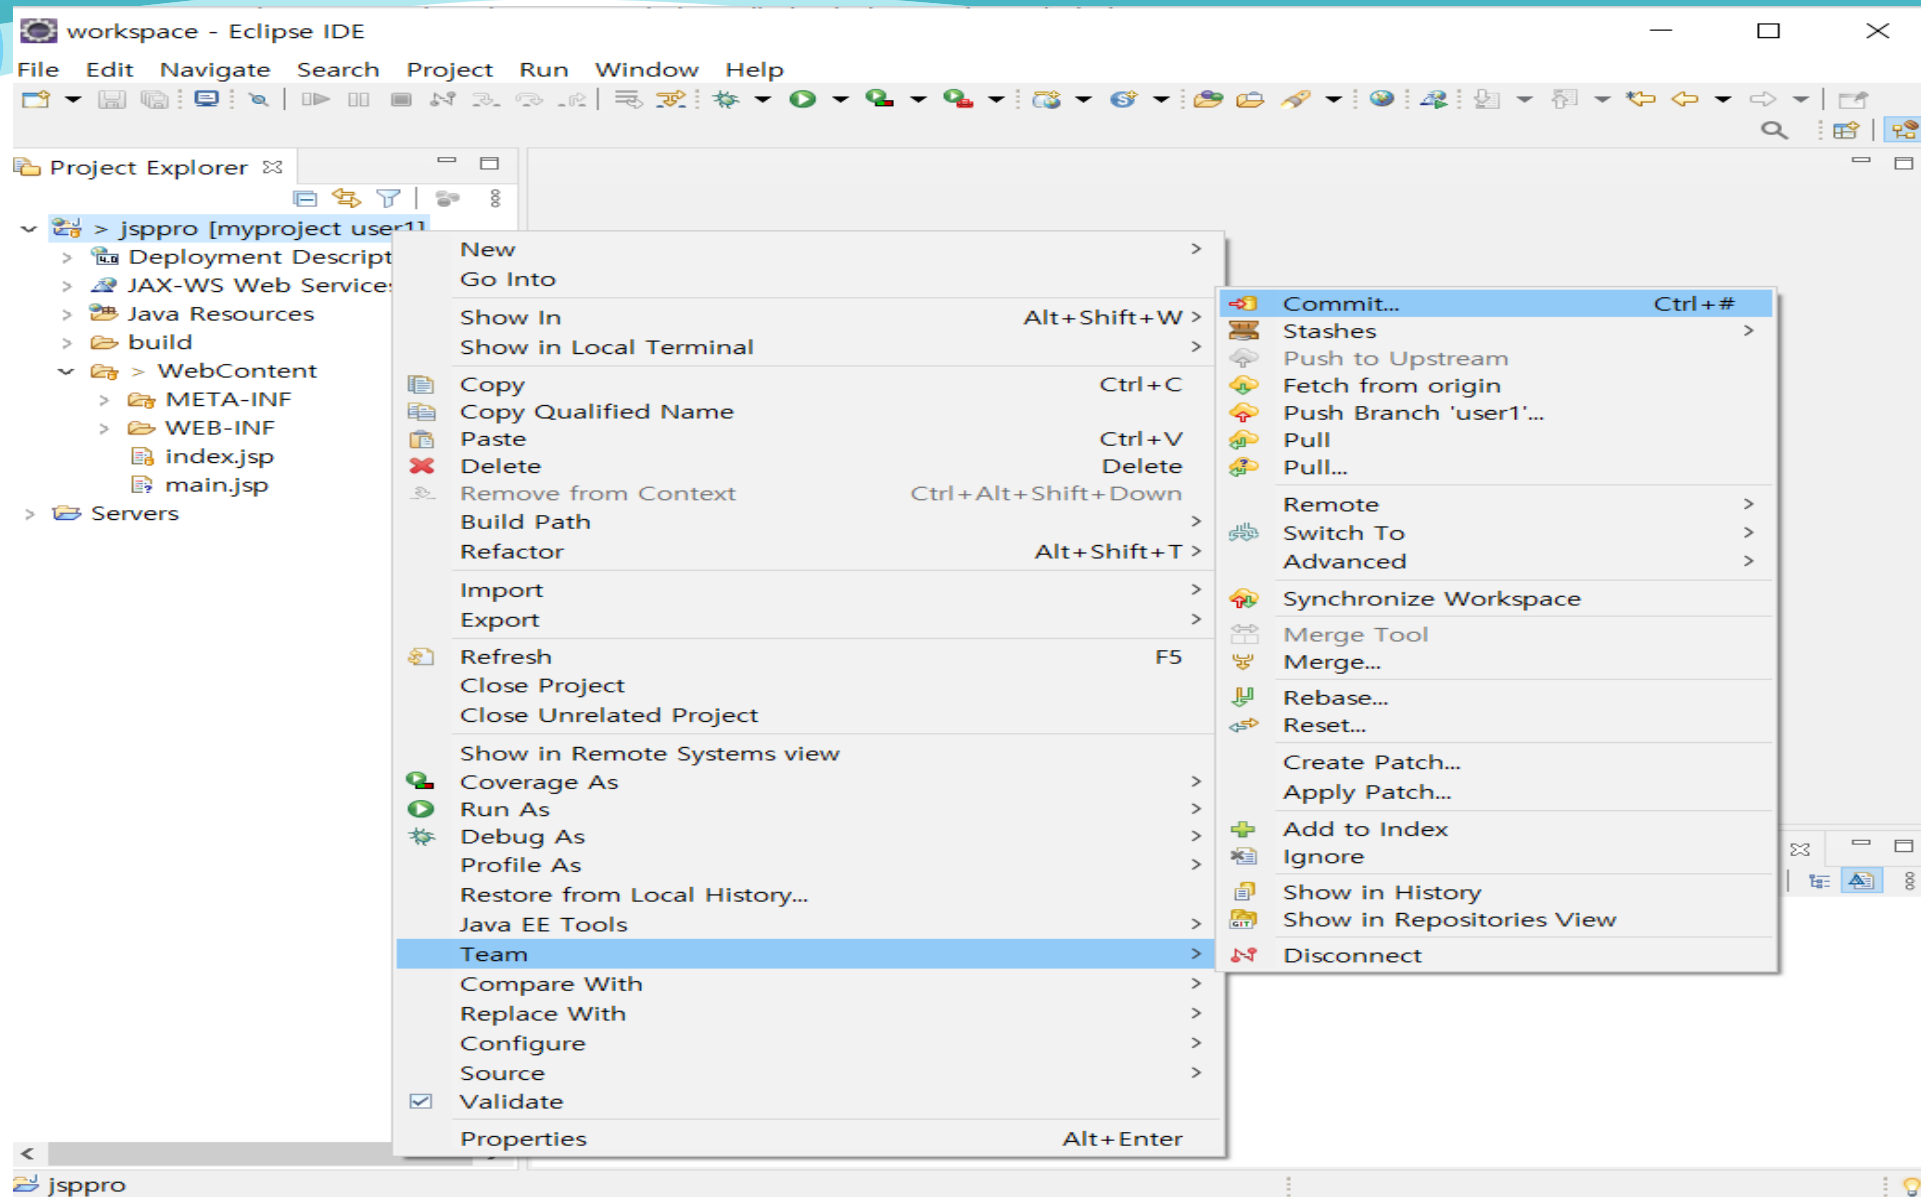 workspace - Eclipse IDE
File Edit Navigate Search Project Run Window Help
Project Explorer
> jsppro [myproject user1]
Deployment Descript
JAX-WS Web Service
Java Resources
build
> WebContent
META-INF
WEB-INF
index.jsp
main.jsp
Servers
New
Go Into
Show In Alt+Shift+W
Show in Local Terminal
Copy Ctrl+C
Copy Qualified Name
Paste Ctrl+V
Delete Delete
Remove from Context Ctrl+Alt+Shift+Down
Build Path
Refactor Alt+Shift+T
Import
Export
Refresh F5
Close Project
Close Unrelated Project
Show in Remote Systems view
Coverage As
Run As
Debug As
Profile As
Restore from Local History...
Java EE Tools
Team
Compare With
Replace With
Configure
Source
Validate
Properties Alt+Enter
Commit... Ctrl+#
Stashes
Push to Upstream
Fetch from origin
Push Branch 'user1'...
Pull
Pull...
Remote
Switch To
Advanced
Synchronize Workspace
Merge Tool
Merge...
Rebase...
Reset...
Create Patch...
Apply Patch...
Add to Index
Ignore
Show in History
Show in Repositories View
Disconnect
jsppro